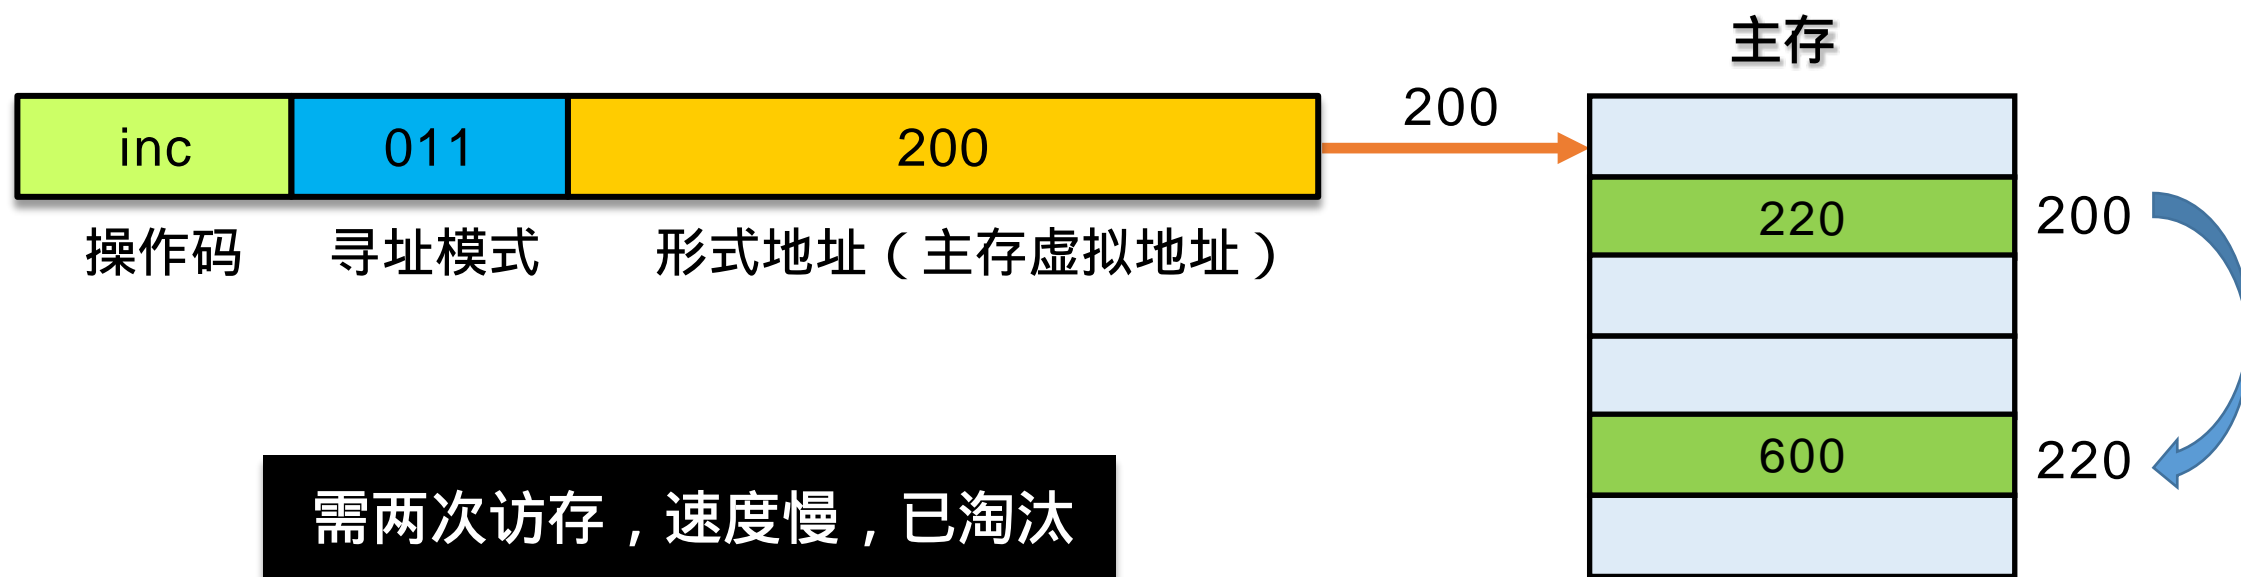 主存
inc 011 200 200
220 200
操作码 寻址模式 形式地址（主存虚拟地址）
600 220
需两次访存，速度慢，已淘汰